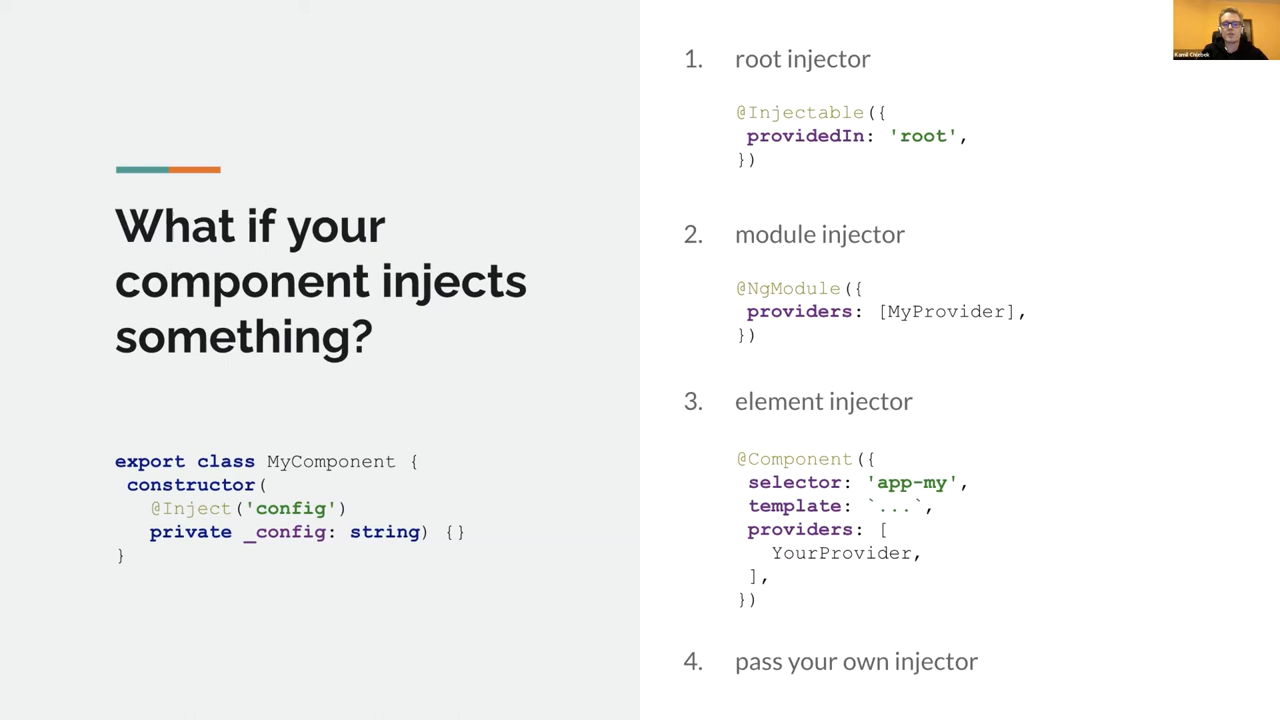 What if your
component injects
something?
export class MyComponent {
constructor(
@Inject('config')
private _config: string) {}
}
1. root injector
@Injectable({
providedIn: 'root',
})
2. module injector
@NgModule({
providers: [MyProvider],
})
3. element injector
@Component({
selector: 'app-my',
template: `...`,
providers: [
YourProvider,
],
})
4. pass your own injector
Kamil Chlebek